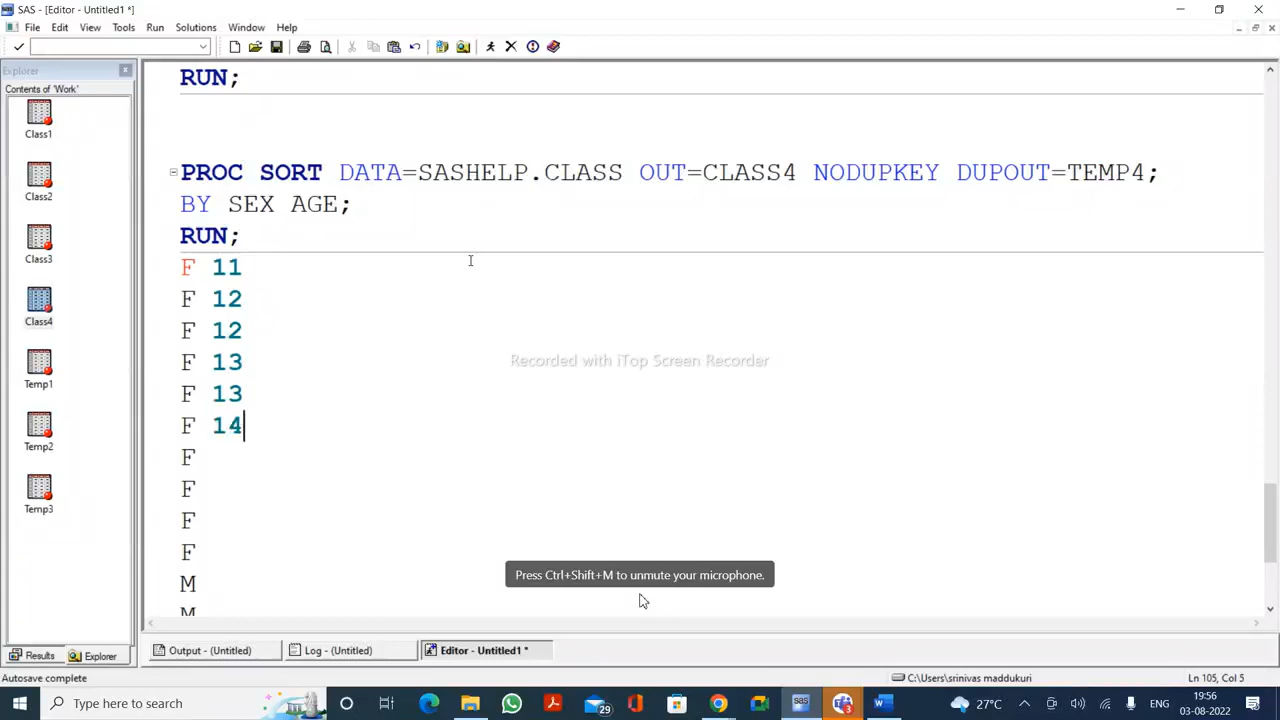 SAS - [Editor - Untitled1 *]
File Edit View Tools Run Solutions Window Help
Explorer
Contents of 'Work'
Class1
Class2
Class3
Class4
Temp1
Temp2
Temp3
RUN;
PROC SORT DATA=SASHELP.CLASS OUT=CLASS4 NODUPKEY DUPOUT=TEMP4;
BY SEX AGE;
RUN;
F 11
F 12
F 12
F 13
F 13
F 14
F
F
F
F
M
M
Recorded with iTop Screen Recorder
Press Ctrl+Shift+M to unmute your microphone.
Results Explorer
Output - (Untitled) Log - (Untitled) Editor - Untitled1 *
Autosave complete C:\Users\srinivas maddukuri Ln 105, Col 5
Type here to search 29 sas 3 27°C ENG 19:56
03-08-2022